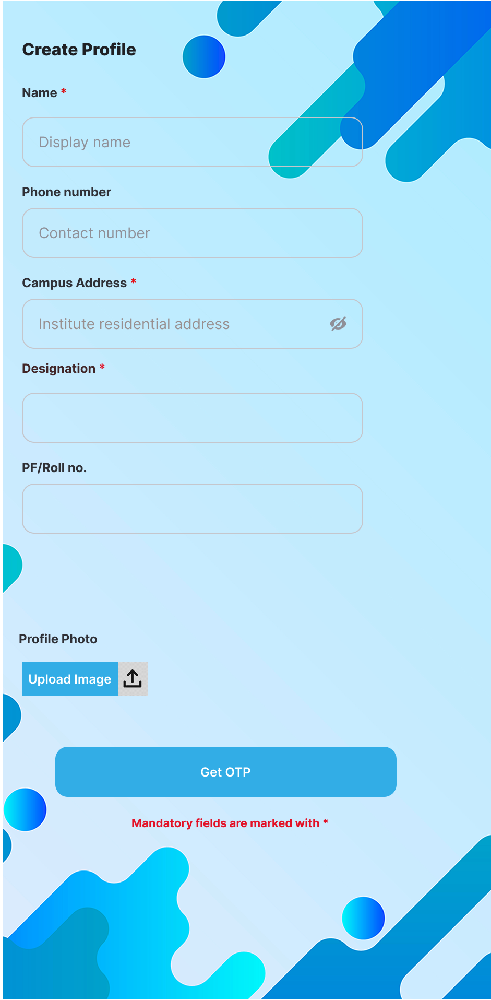 Create Profile
Name *
Display name
Phone number
Contact number
Campus Address *
Institute residential address
Designation *
PF/Roll no.
Profile Photo
Upload Image
Get OTP
Mandatory fields are marked with *